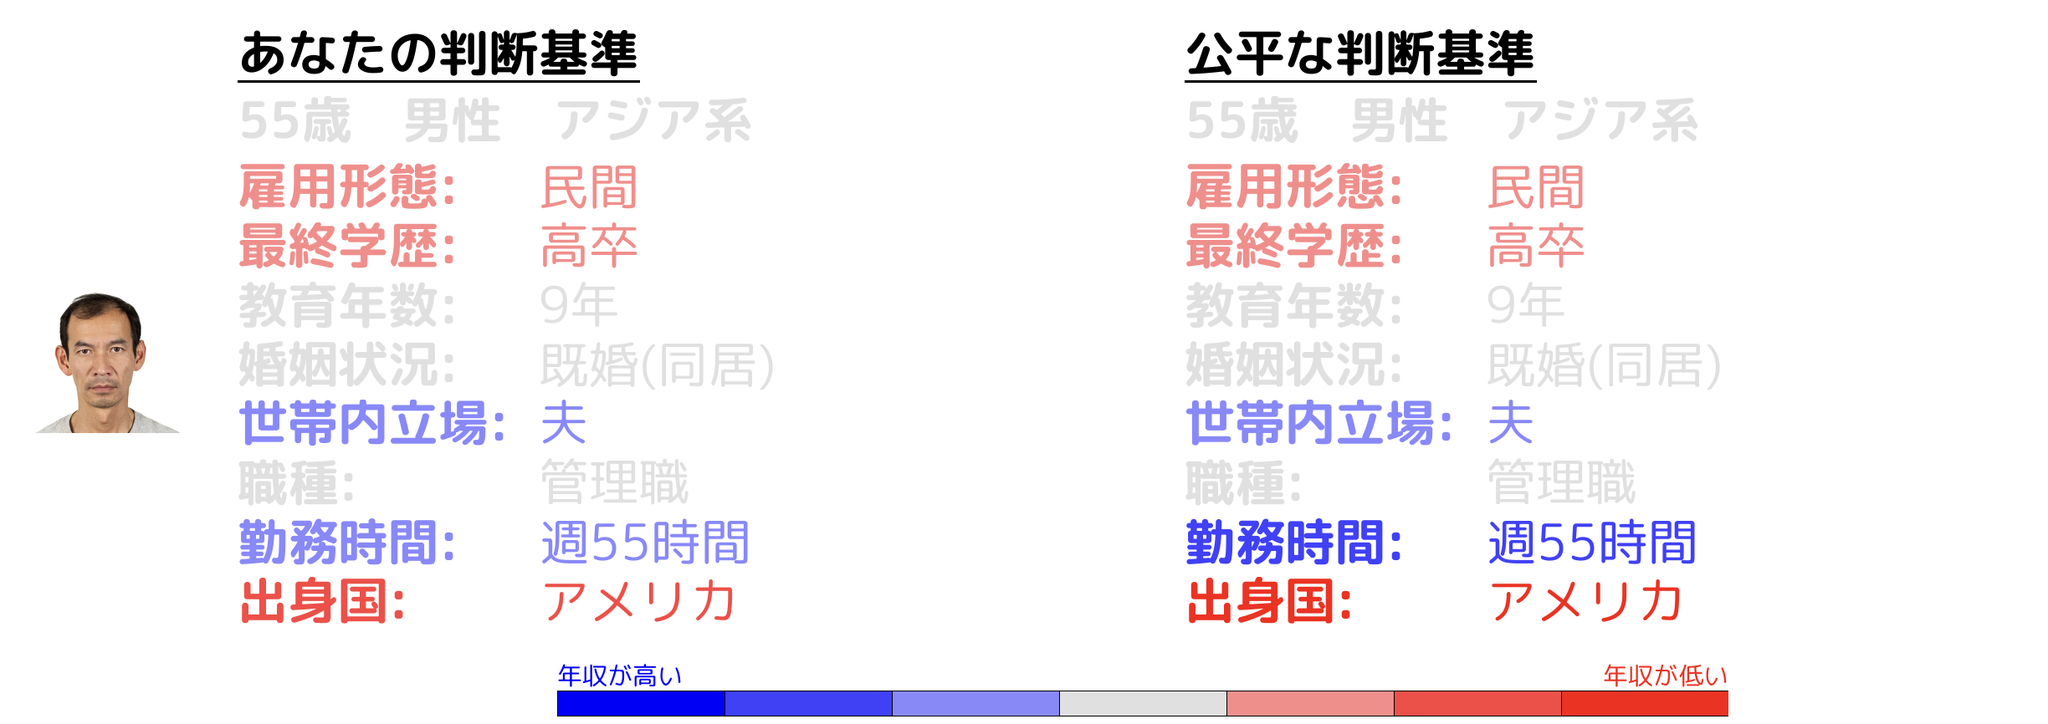 あなたの判断基準
55歳 男性 アジア系
雇用形態: 民間
最終学歴: 高卒
教育年数: 9年
婚姻状況: 既婚(同居)
世帯内立場: 夫
職種: 管理職
勤務時間: 週55時間
出身国: アメリカ
公平な判断基準
55歳 男性 アジア系
雇用形態: 民間
最終学歴: 高卒
教育年数: 9年
婚姻状況: 既婚(同居)
世帯内立場: 夫
職種: 管理職
勤務時間: 週55時間
出身国: アメリカ
年収が高い
年収が低い